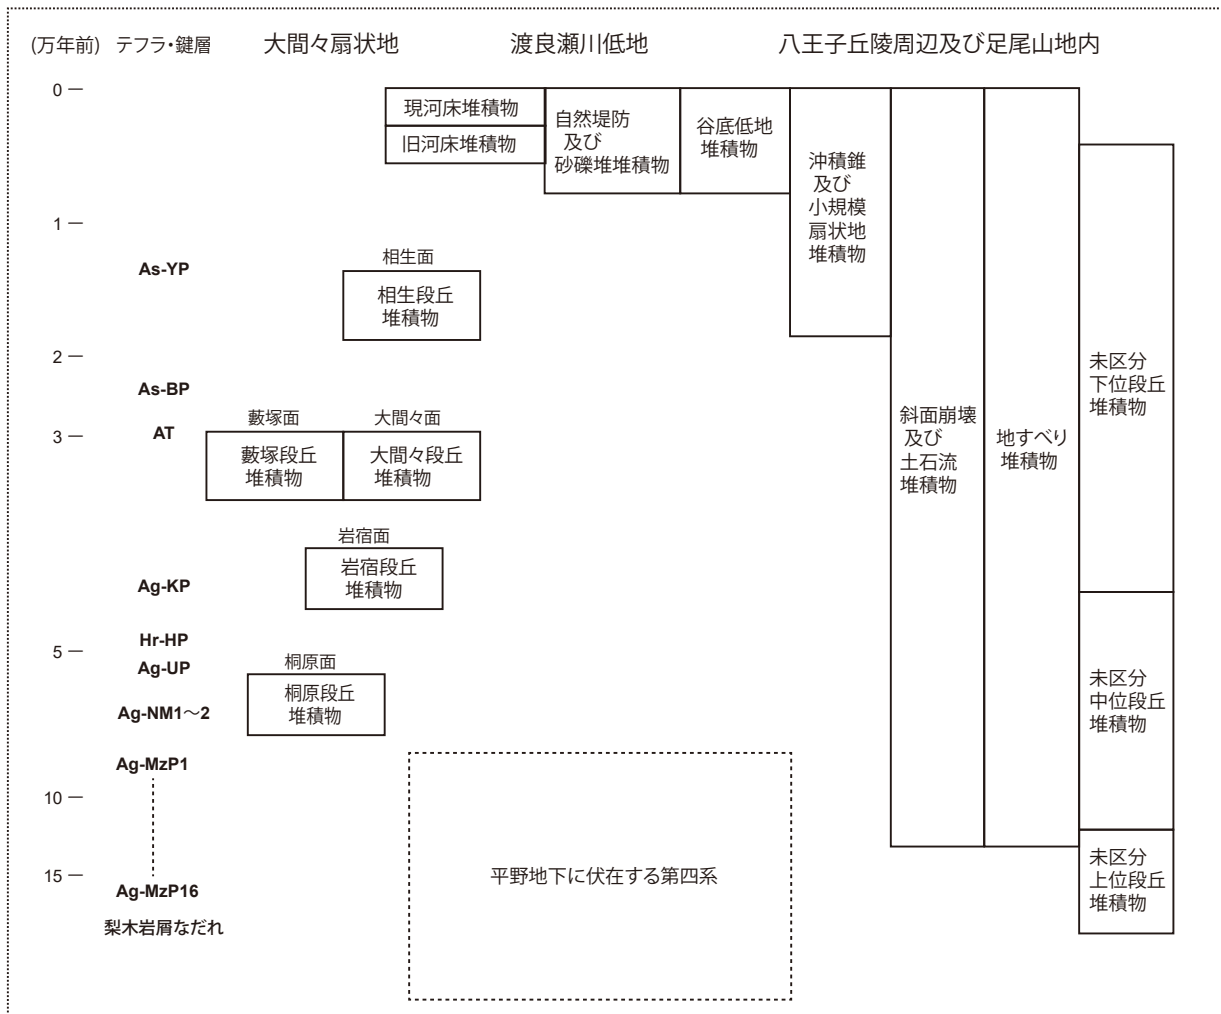 (万年前) テフラ・鍵層 大間々扇状地 渡良瀬川低地 八王子丘陵周辺及び足尾山地内
0
現河床堆積物
旧河床堆積物
自然堤防
及び
砂礫堆堆積物
谷底低地
堆積物
沖積錐
及び
小規模
扇状地
堆積物
1
As-YP
相生面
相生段丘
堆積物
2
As-BP
3
AT
藪塚面
藪塚段丘
堆積物
大間々面
大間々段丘
堆積物
斜面崩壊
及び
土石流
堆積物
地すべり
堆積物
未区分
下位段丘
堆積物
岩宿面
岩宿段丘
堆積物
Ag-KP
Hr-HP
5
Ag-UP
桐原面
桐原段丘
堆積物
Ag-NM1～2
未区分
中位段丘
堆積物
Ag-MzP1
10
15
Ag-MzP16
梨木岩屑なだれ
平野地下に伏在する第四系
未区分
上位段丘
堆積物